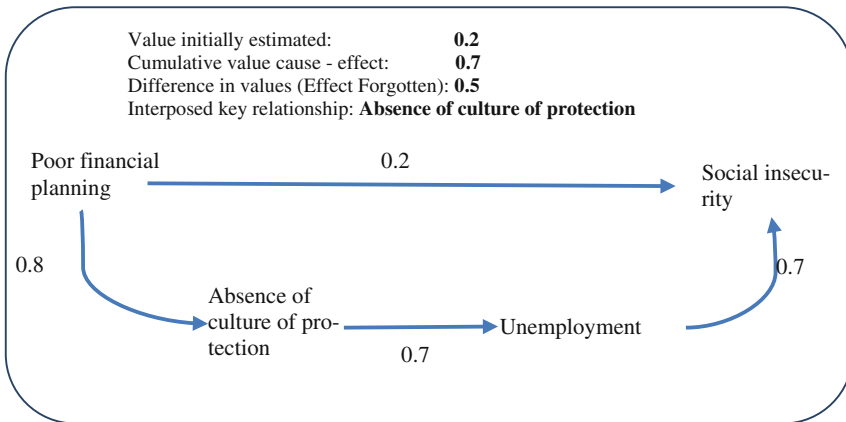 Value initially estimated: 0.2
Cumulative value cause - effect: 0.7
Difference in values (Effect Forgotten): 0.5
Interposed key relationship: Absence of culture of protection
Poor financial
planning
0.2
Social insecu-
rity
0.8
0.7
Absence of
culture of pro-
tection
Unemployment
0.7